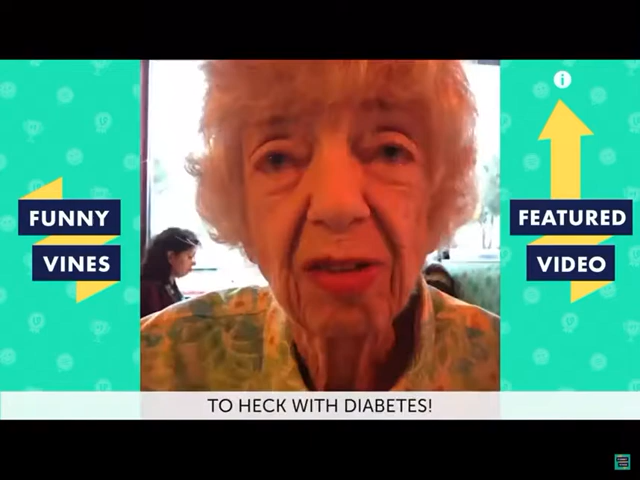 FUNNY
VINES
i
FEATURED
VIDEO
TO HECK WITH DIABETES!